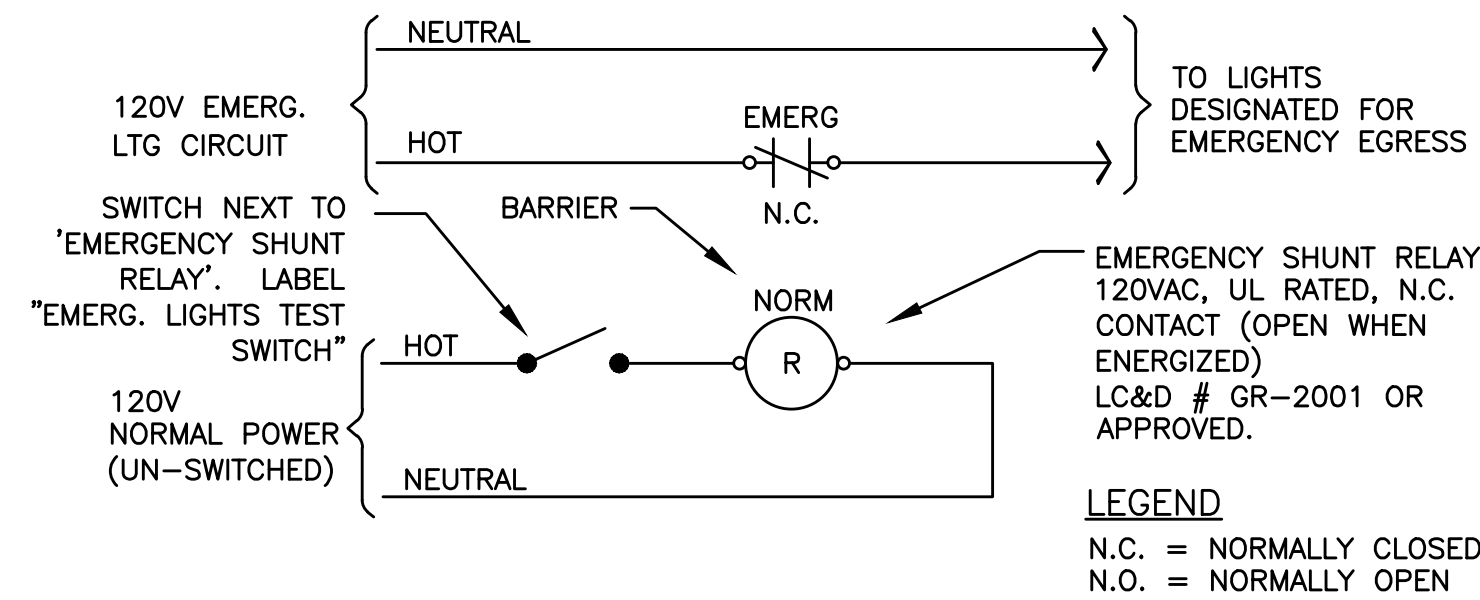 NEUTRAL
120V EMERG.
LTG CIRCUIT
HOT
EMERG
N.C.
TO LIGHTS
DESIGNATED FOR
EMERGENCY EGRESS
SWITCH NEXT TO
'EMERGENCY SHUNT
RELAY'. LABEL
"EMERG. LIGHTS TEST
SWITCH"
BARRIER
NORM
R
EMERGENCY SHUNT RELAY
120VAC, UL RATED, N.C.
CONTACT (OPEN WHEN
ENERGIZED)
LC&D # GR-2001 OR
APPROVED.
HOT
120V
NORMAL POWER
(UN-SWITCHED)
NEUTRAL
LEGEND
N.C. = NORMALLY CLOSED
N.O. = NORMALLY OPEN